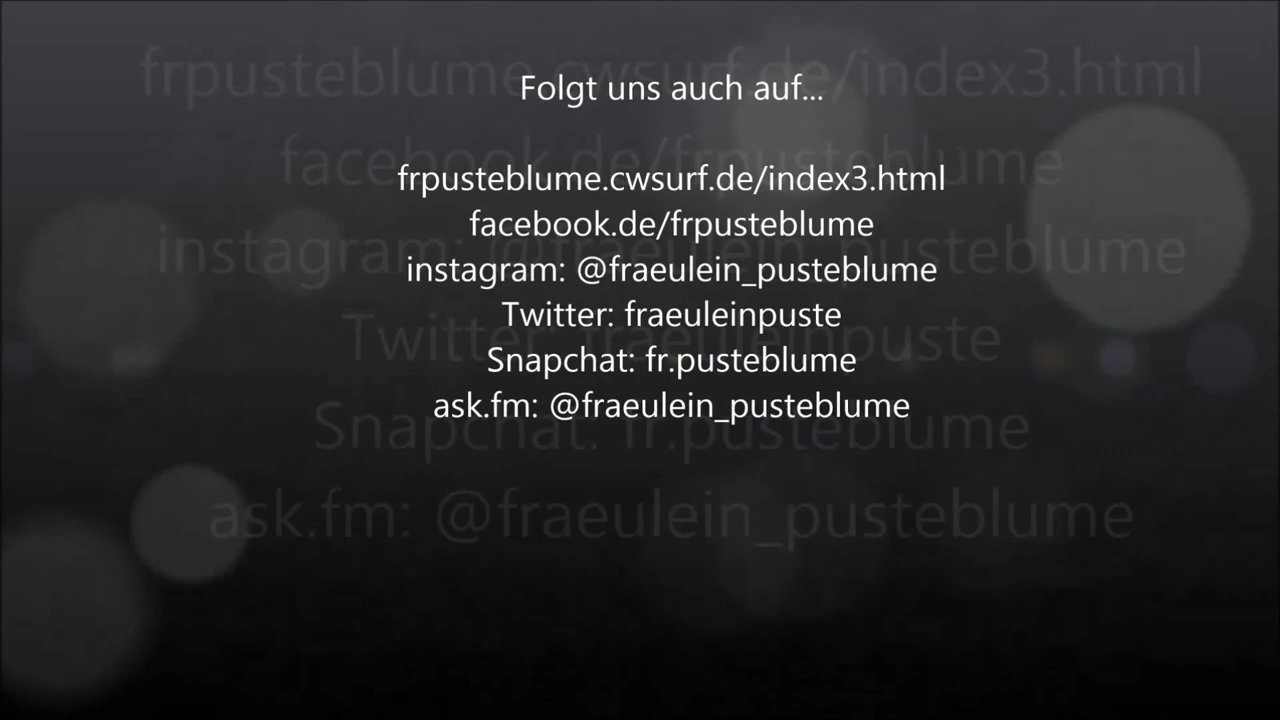 Folgt uns auch auf...
frpusteblume.cwsurf.de/index3.html
facebook.de/frpusteblume
instagram: @fraeulein_pusteblume
Twitter: fraeuleinpuste
Snapchat: fr.pusteblume
ask.fm: @fraeulein_pusteblume